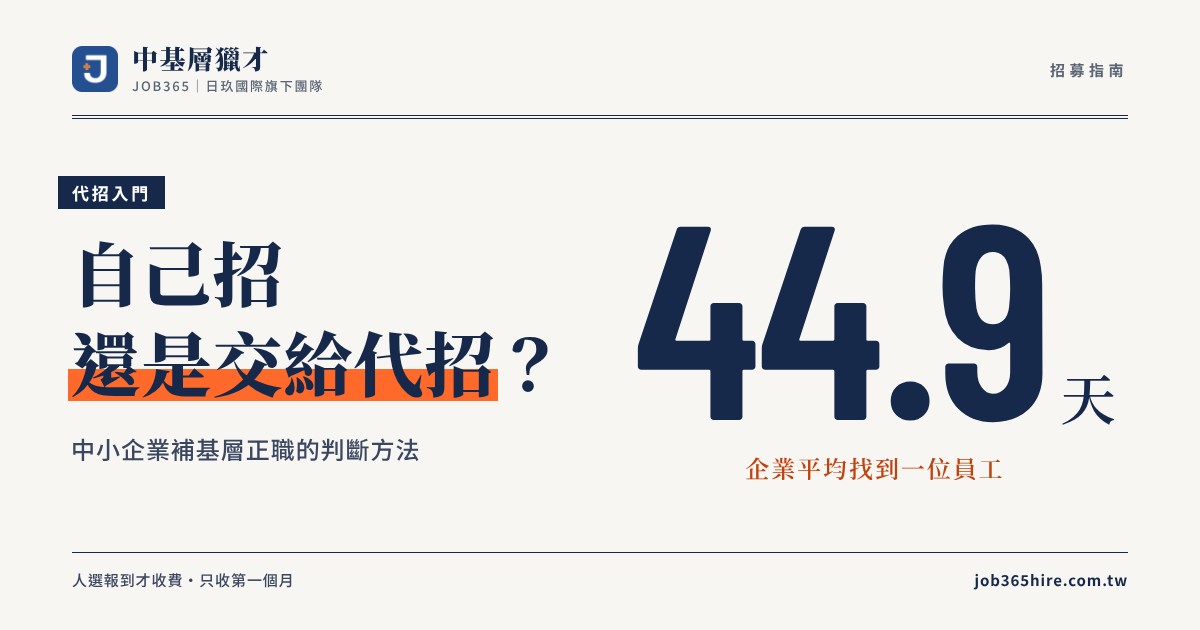 中基層獵才
JOB365｜日玖國際旗下團隊
招募指南
代招入門
自己招
還是交給代招？
中小企業補基層正職的判斷方法
44.9天
企業平均找到一位員工
人選報到才收費・只收第一個月
job365hire.com.tw